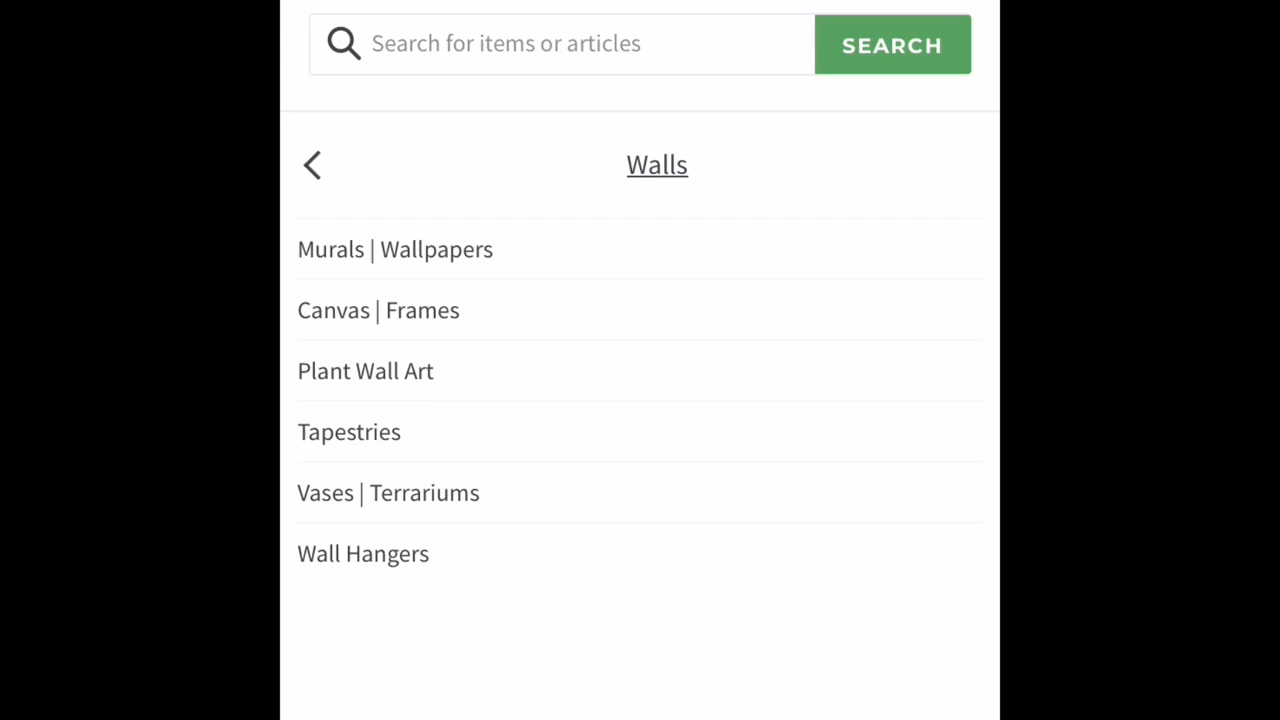 Search for items or articles
SEARCH
Walls
Murals | Wallpapers
Canvas | Frames
Plant Wall Art
Tapestries
Vases | Terrariums
Wall Hangers